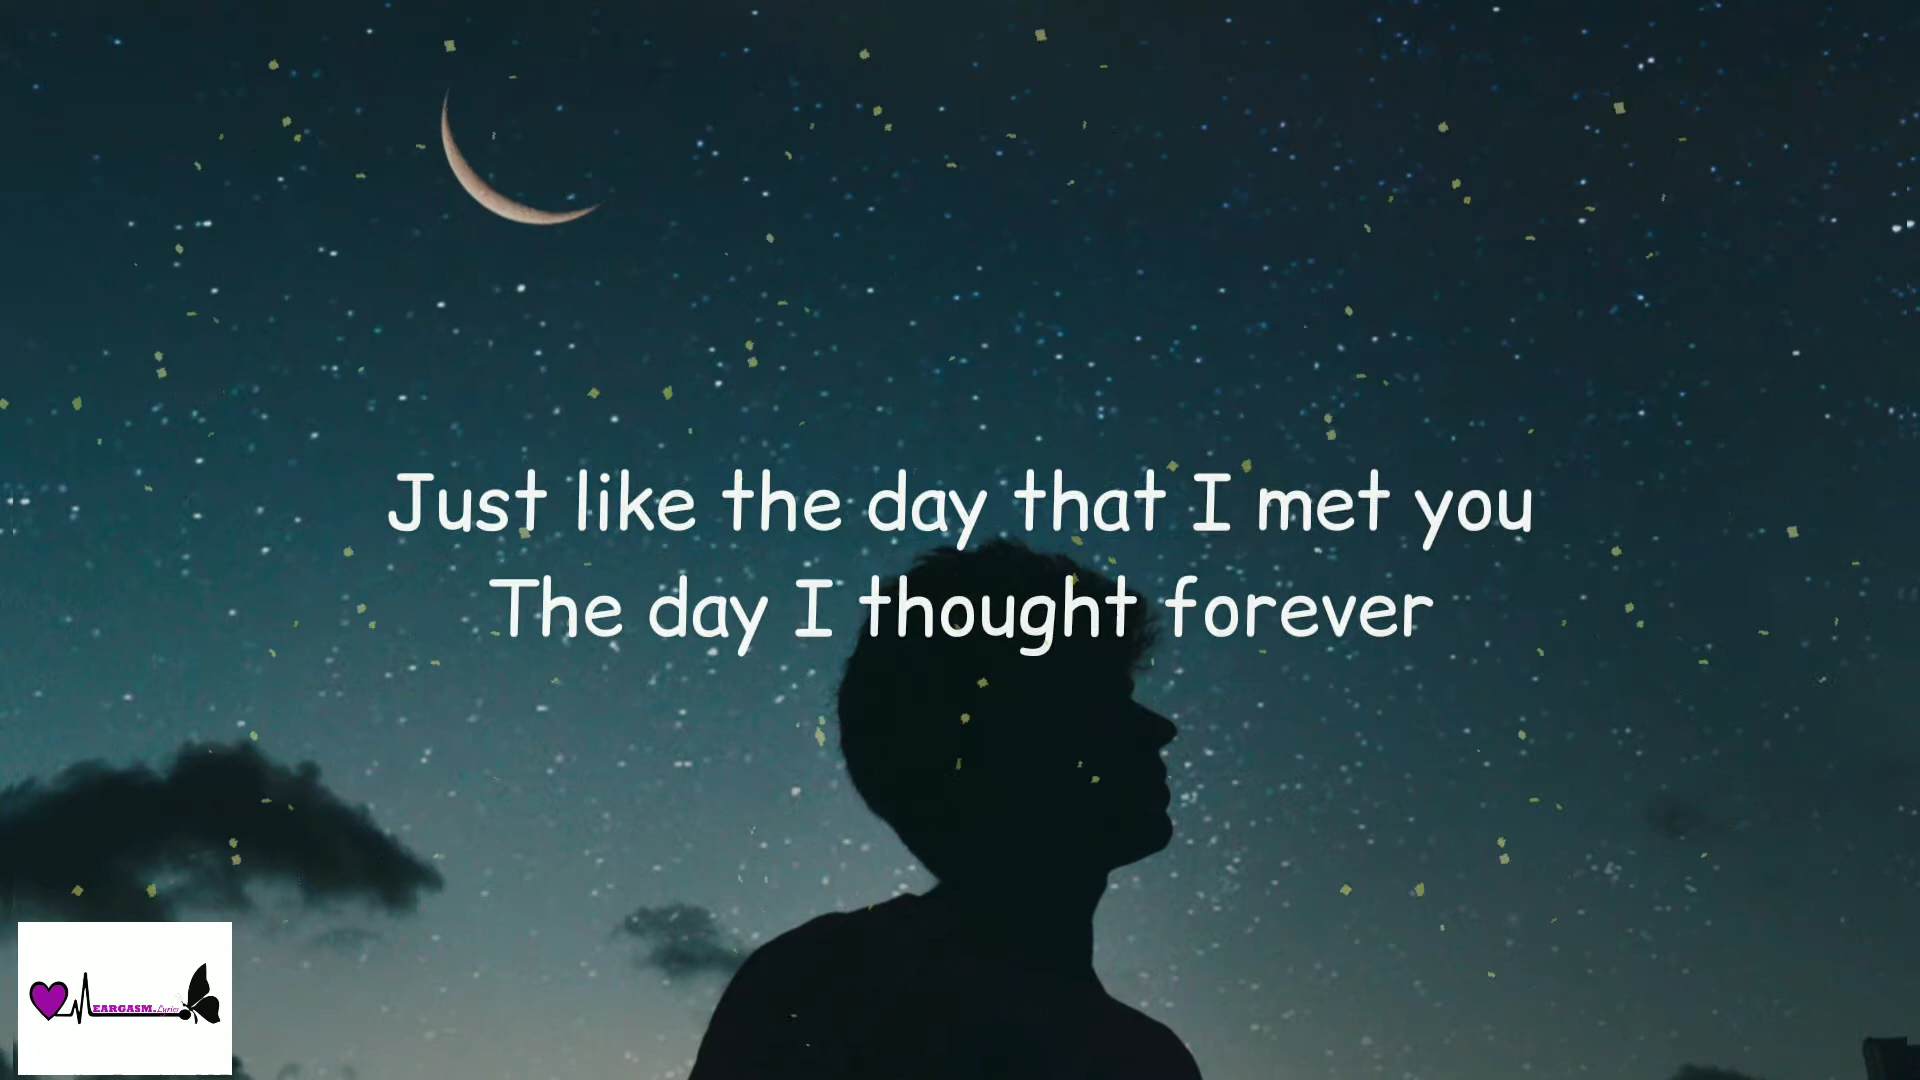 Just like the day that I met you
The day I thought forever
EARGASM.Lyrics